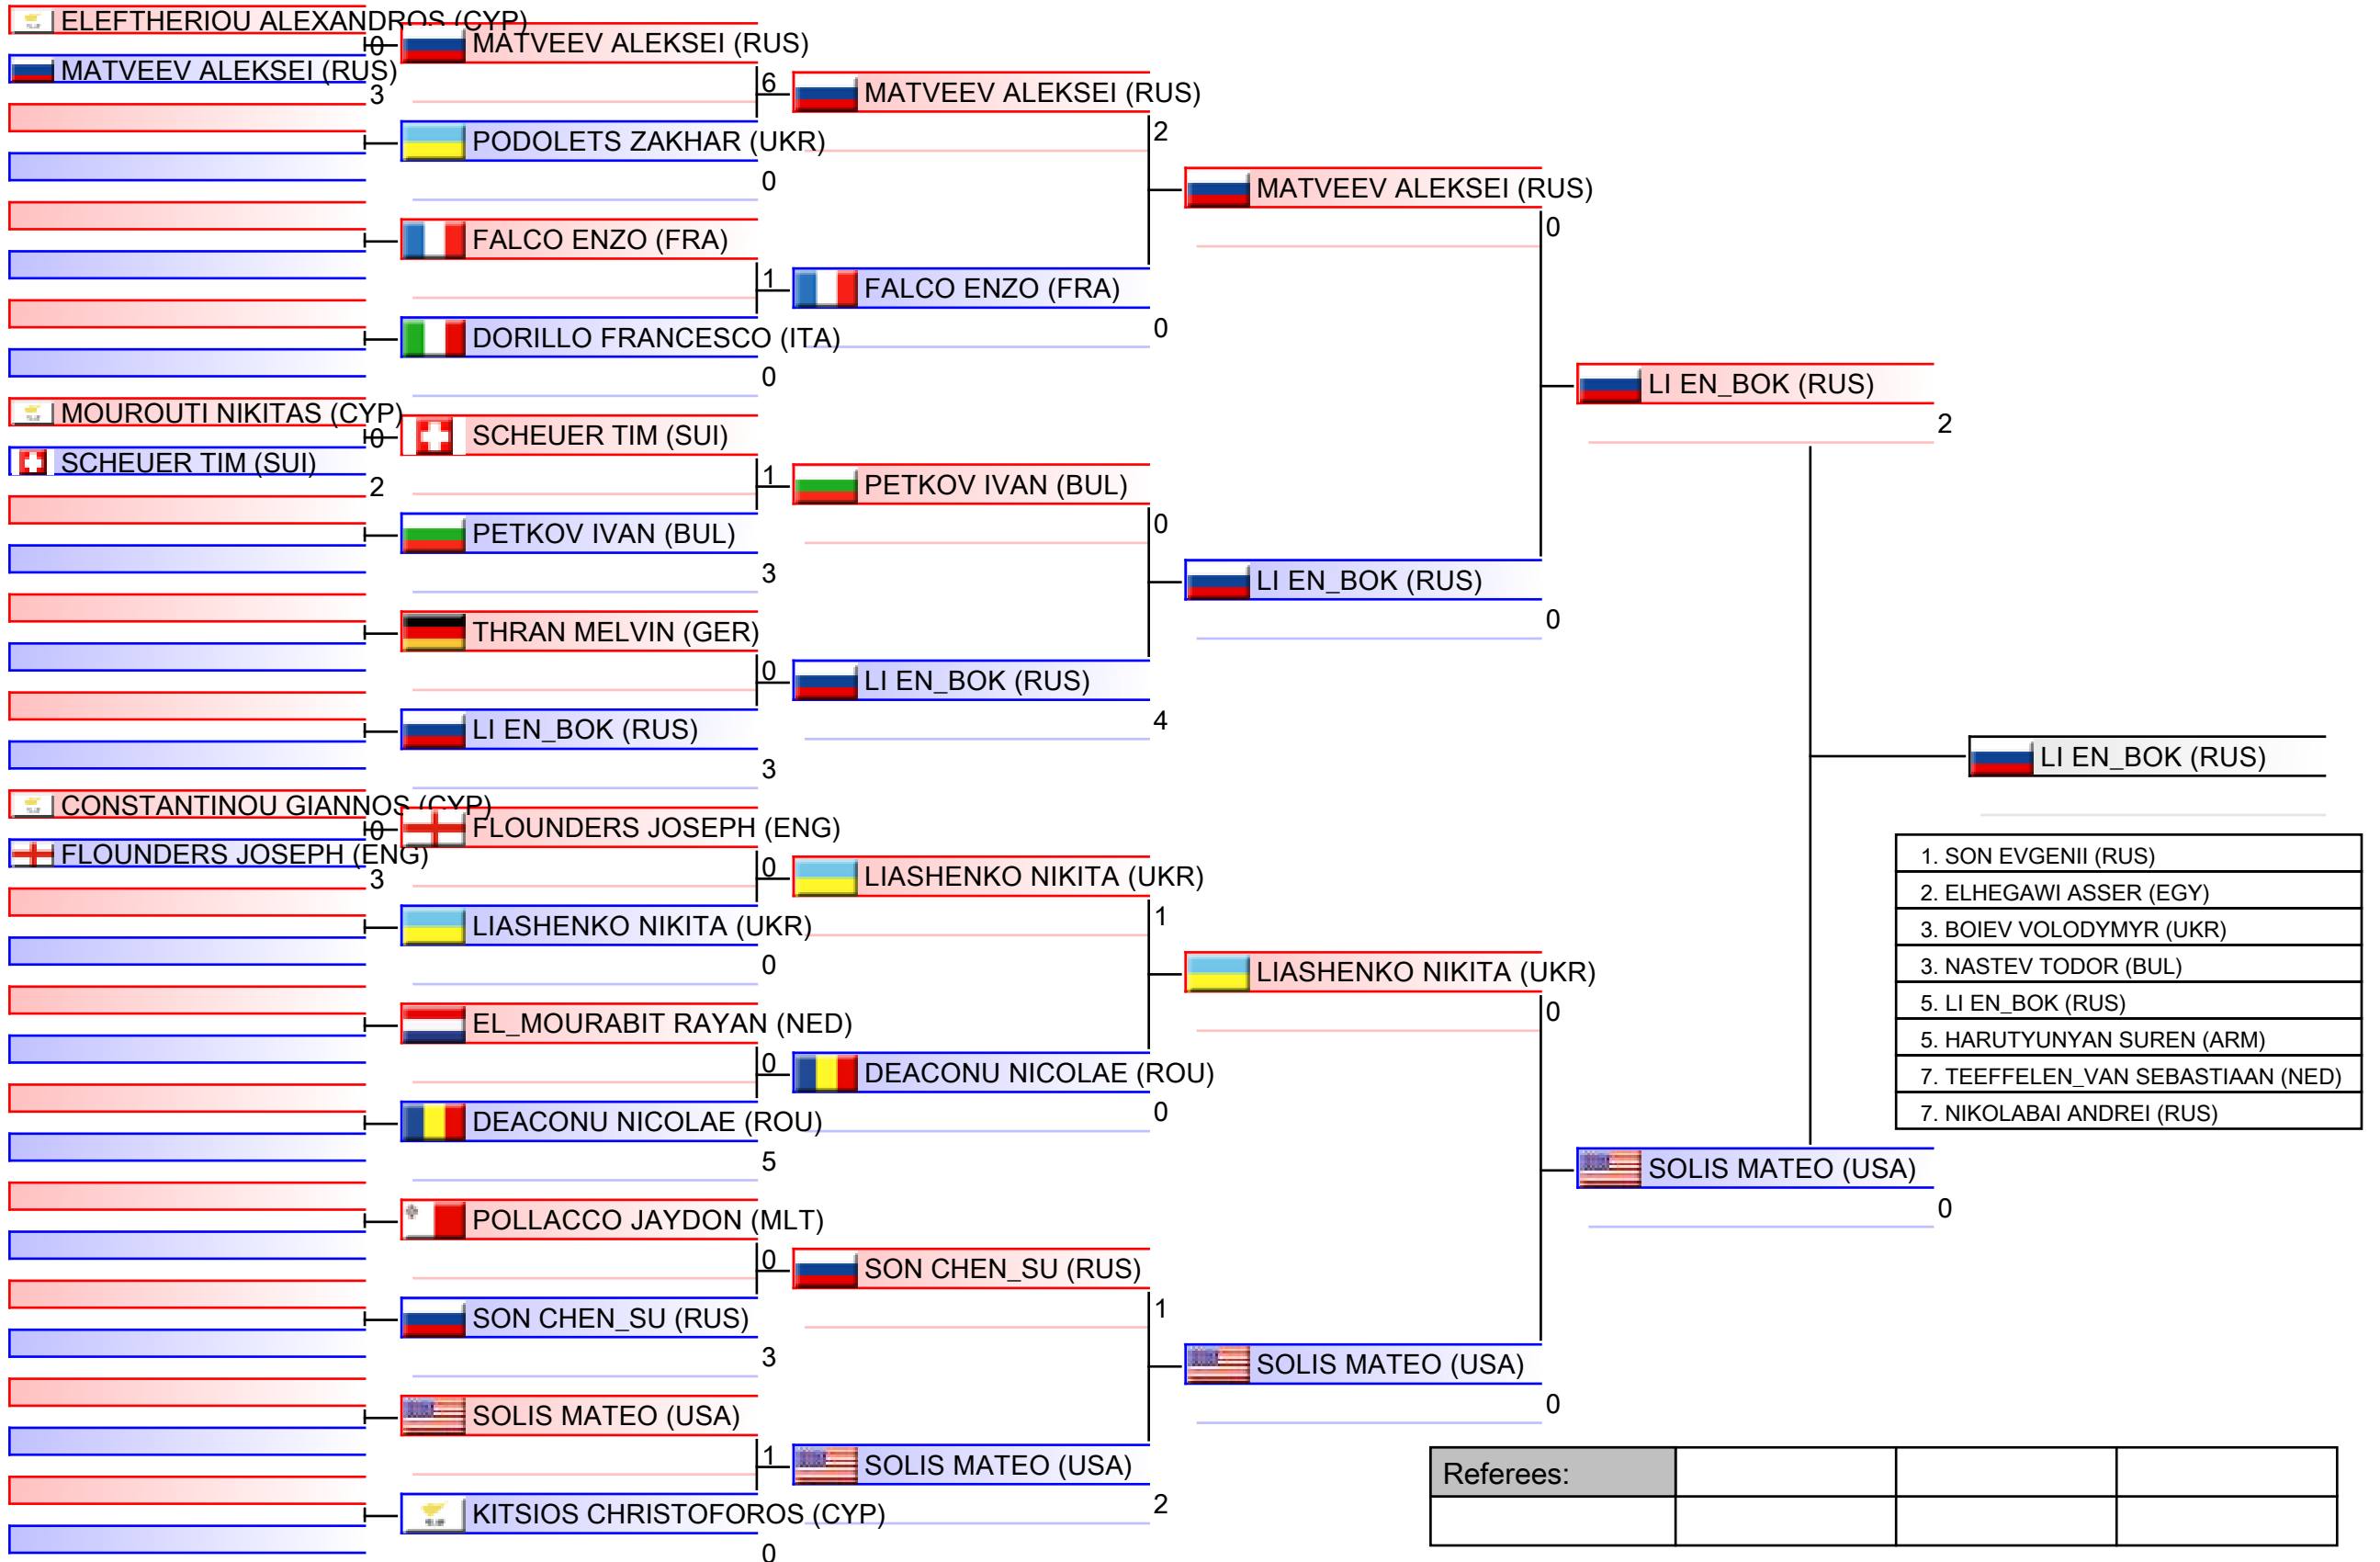 ELEFTHERIOU ALEXANDROS (CYP)
0
MATVEEV ALEKSEI (RUS)
3
MOUROUTI NIKITAS (CYP)
0
SCHEUER TIM (SUI)
2
CONSTANTINOU GIANNOS (CYP)
0
FLOUNDERS JOSEPH (ENG)
3
MATVEEV ALEKSEI (RUS)
6
PODOLETS ZAKHAR (UKR)
0
FALCO ENZO (FRA)
1
DORILLO FRANCESCO (ITA)
0
SCHEUER TIM (SUI)
1
PETKOV IVAN (BUL)
3
THRAN MELVIN (GER)
0
LI EN_BOK (RUS)
3
FLOUNDERS JOSEPH (ENG)
0
LIASHENKO NIKITA (UKR)
0
EL_MOURABIT RAYAN (NED)
0
DEACONU NICOLAE (ROU)
5
POLLACCO JAYDON (MLT)
0
SON CHEN_SU (RUS)
3
SOLIS MATEO (USA)
1
KITSIOS CHRISTOFOROS (CYP)
0
MATVEEV ALEKSEI (RUS)
2
FALCO ENZO (FRA)
0
PETKOV IVAN (BUL)
0
LI EN_BOK (RUS)
4
LIASHENKO NIKITA (UKR)
1
DEACONU NICOLAE (ROU)
0
SON CHEN_SU (RUS)
1
SOLIS MATEO (USA)
2
MATVEEV ALEKSEI (RUS)
0
LI EN_BOK (RUS)
0
LIASHENKO NIKITA (UKR)
0
SOLIS MATEO (USA)
0
LI EN_BOK (RUS)
2
SOLIS MATEO (USA)
0
LI EN_BOK (RUS)
1. SON EVGENII (RUS)
2. ELHEGAWI ASSER (EGY)
3. BOIEV VOLODYMYR (UKR)
3. NASTEV TODOR (BUL)
5. LI EN_BOK (RUS)
5. HARUTYUNYAN SUREN (ARM)
7. TEEFFELEN_VAN SEBASTIAAN (NED)
7. NIKOLABAI ANDREI (RUS)
Referees: